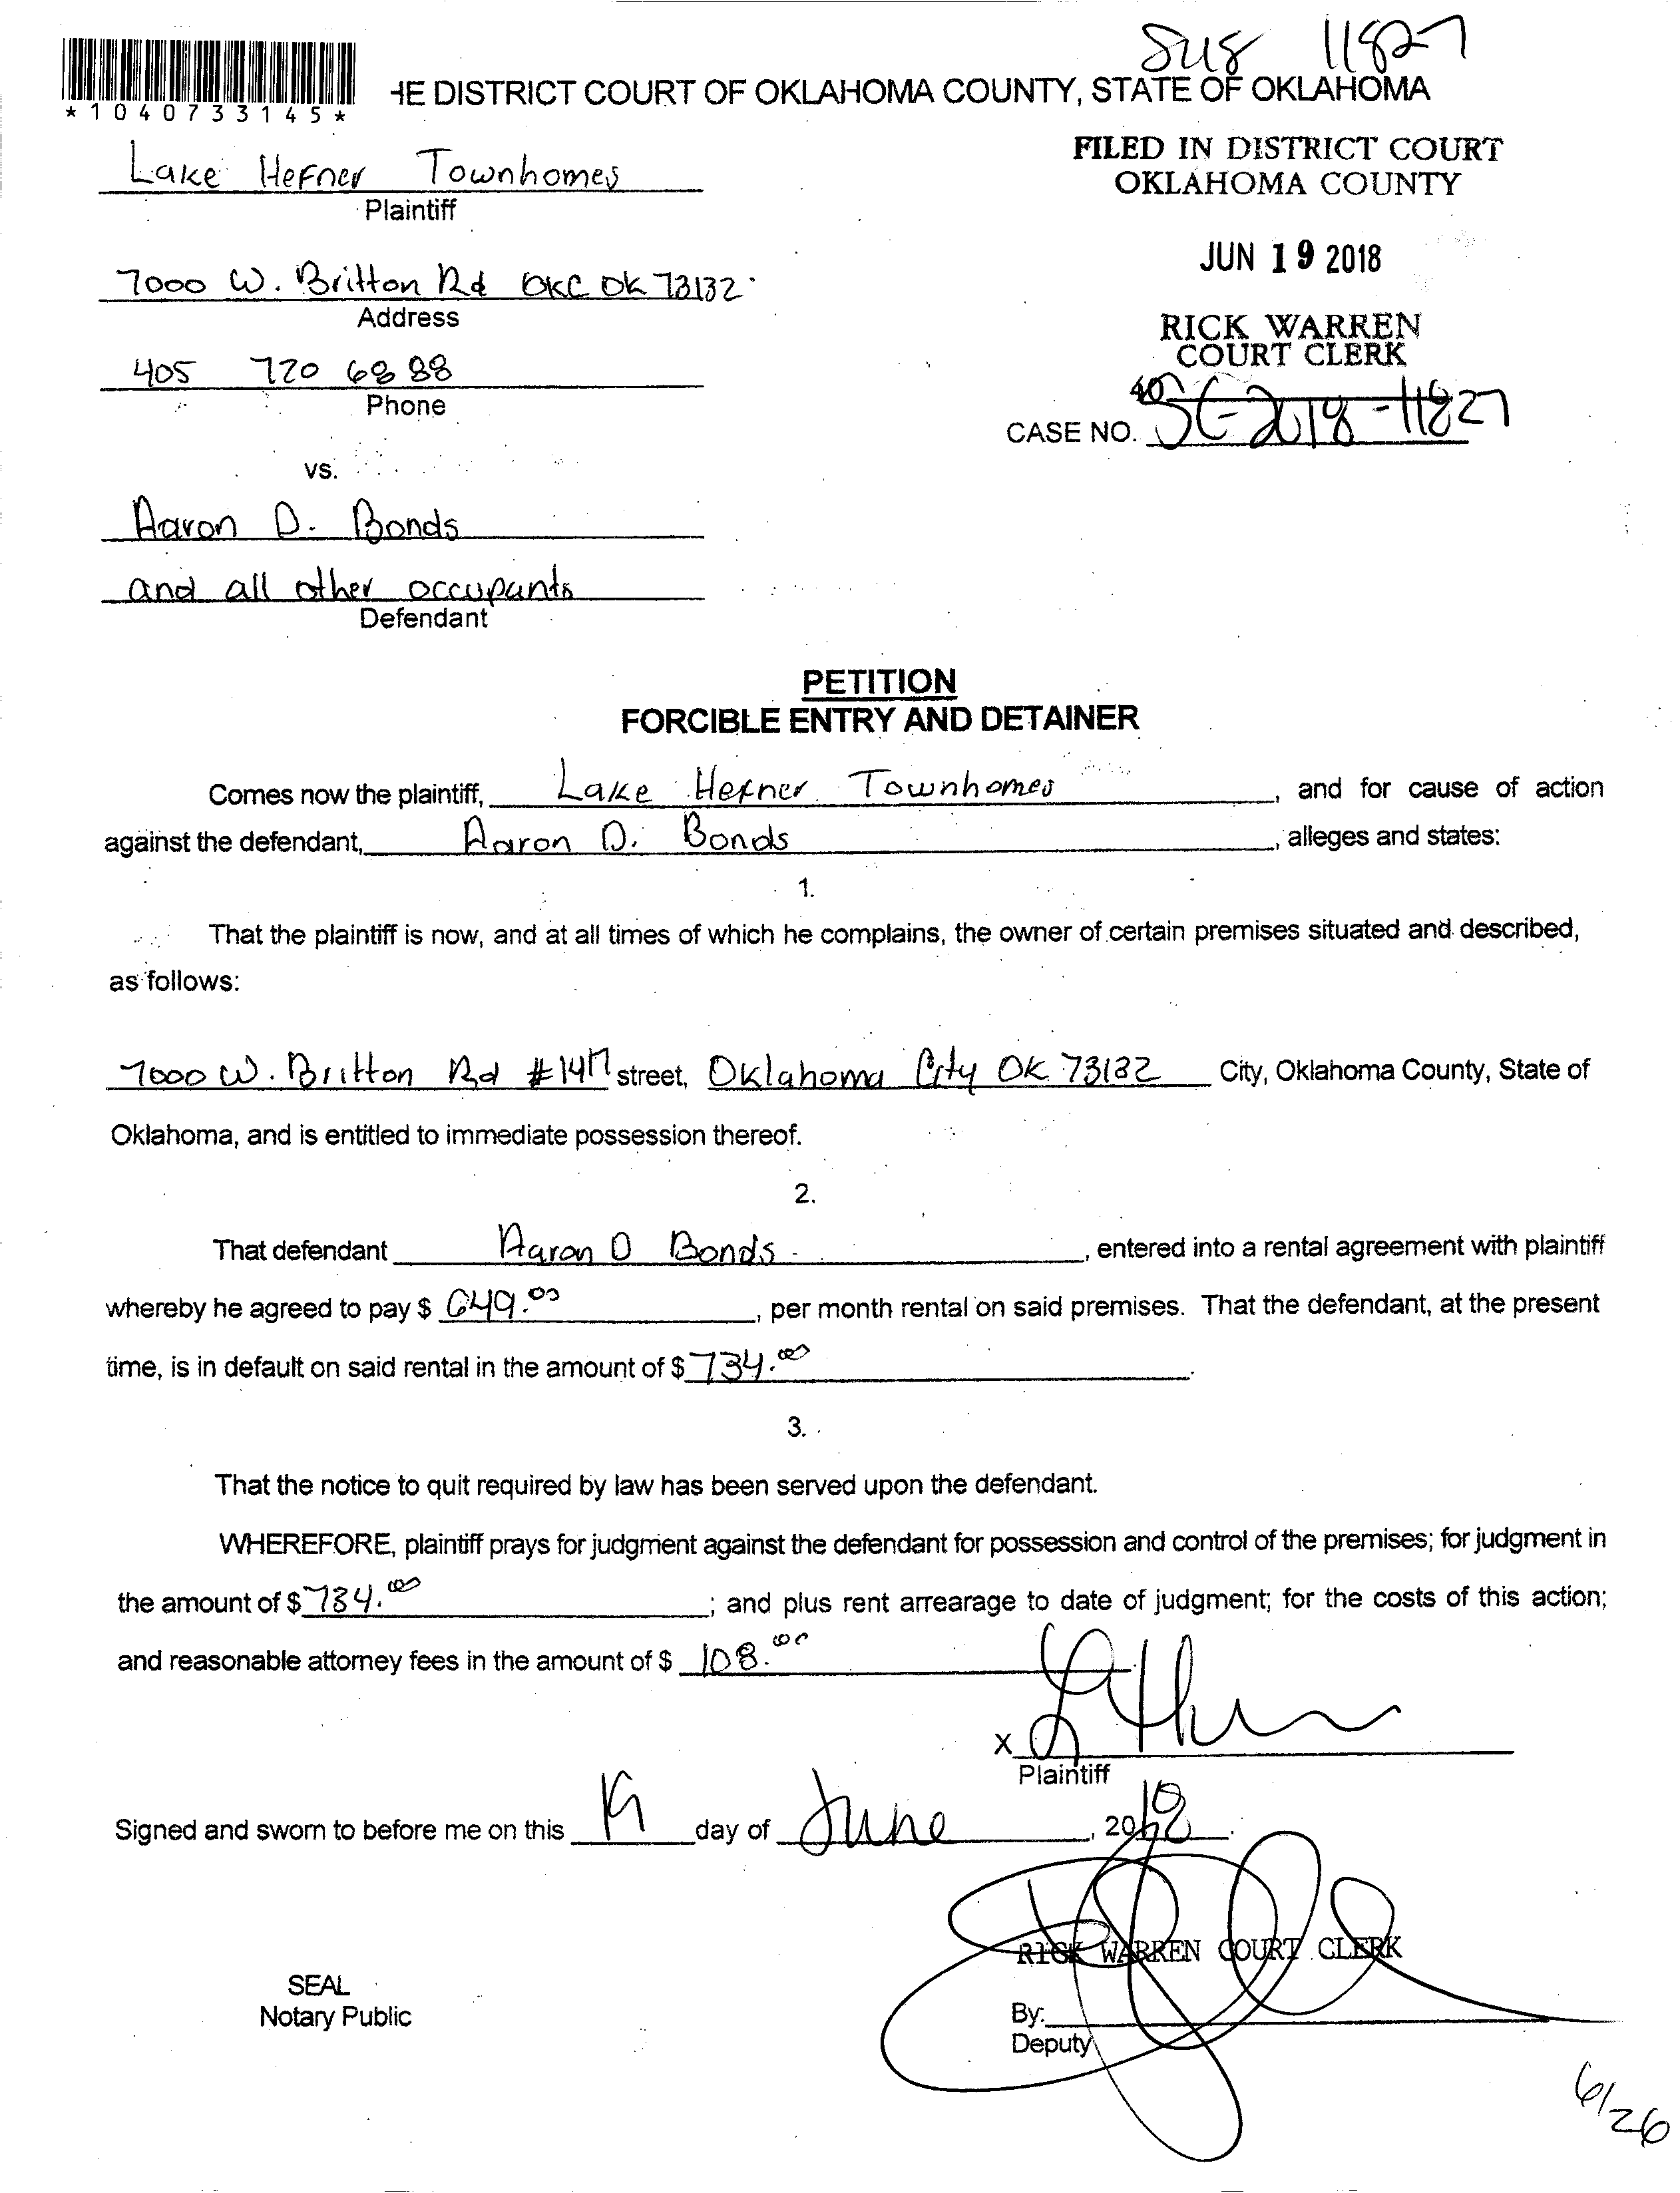 11827
*1040733145*
HE DISTRICT COURT OF OKLAHOMA COUNTY, STATE OF OKLAHOMA
Lake Hefner Townhomes
Plaintiff
FILED IN DISTRICT COURT
OKLAHOMA COUNTY
JUN 19 2018
7000 W. Britton Rd OKC OK 73132
Address
RICK WARREN
COURT CLERK
405 720 6888
Phone
40
CASE NO. SC-2018-11827
vs.
Aaron D. Bonds
and all other occupants
Defendant
PETITION
FORCIBLE ENTRY AND DETAINER
Comes now the plaintiff, Lake Hefner Townhomes, and for cause of action
against the defendant, Aaron D. Bonds, alleges and states:
1.
That the plaintiff is now, and at all times of which he complains, the owner of certain premises situated and described,
as follows:
7000 W. Britton Rd #147 street, Oklahoma City OK 73132 City, Oklahoma County, State of
Oklahoma, and is entitled to immediate possession thereof.
2.
That defendant Aaron D Bonds, entered into a rental agreement with plaintiff
whereby he agreed to pay $ 649.00, per month rental on said premises. That the defendant, at the present
time, is in default on said rental in the amount of $ 734.00.
3.
That the notice to quit required by law has been served upon the defendant.
WHEREFORE, plaintiff prays for judgment against the defendant for possession and control of the premises; for judgment in
the amount of $ 734.00; and plus rent arrearage to date of judgment; for the costs of this action;
and reasonable attorney fees in the amount of $ 108.00
X
Plaintiff
Signed and sworn to before me on this 19 day of June, 2018.
RICK WARREN COURT CLERK
SEAL
Notary Public
By:
Deputy
6/26